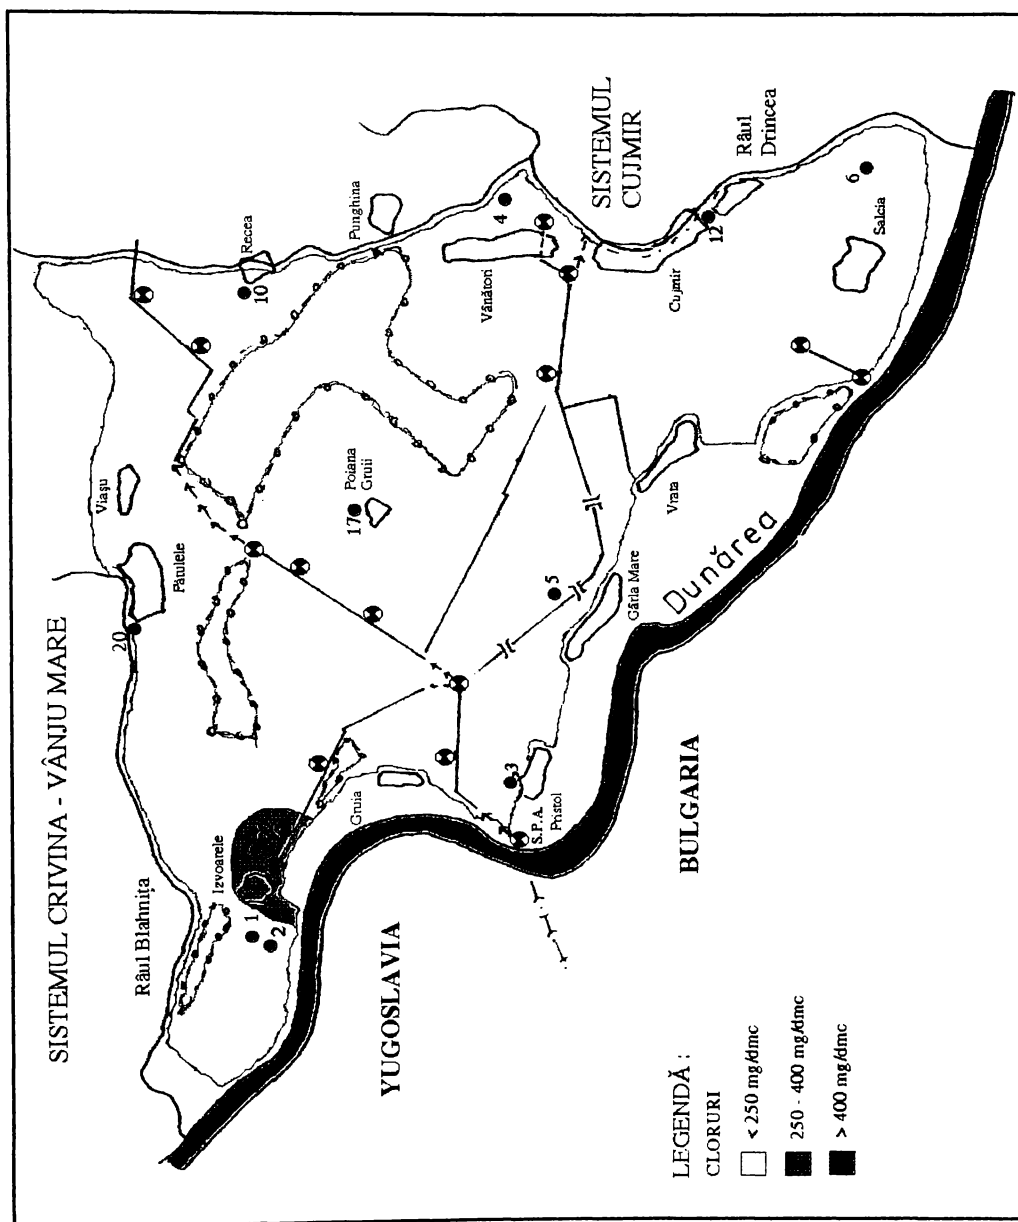 SISTEMUL CRIVINA - VÂNJU MARE
Râul Blahnița
Izvoarele
1
2
20
Pătulele
Viașu
10
Recea
Punghina
17
Poiana
Gruii
Gruia
4
Vânători
SISTEMUL
CUJMIR
Râul
Drincea
12
Cujmir
6
Salcia
5
Gârla Mare
Vrata
3
S.P.A.
Pristol
Dunărea
YUGOSLAVIA
BULGARIA
LEGENDĂ :
CLORURI
< 250 mg/dmc
250 - 400 mg/dmc
> 400 mg/dmc